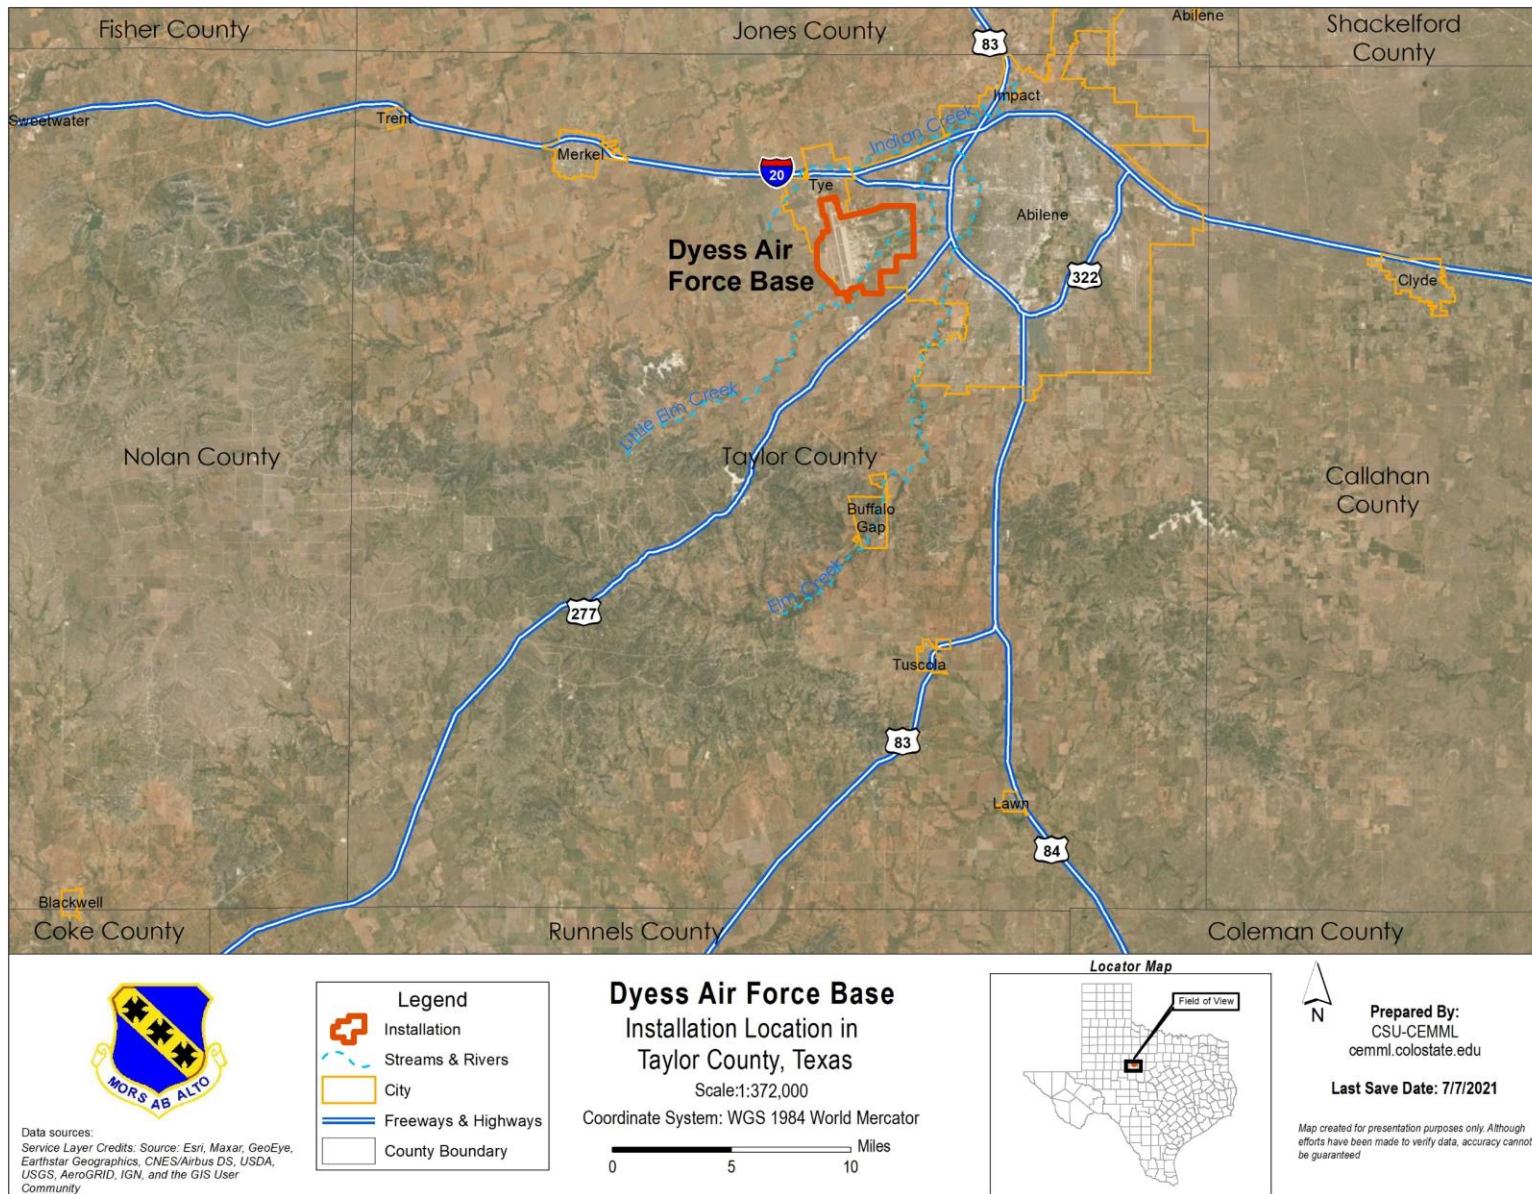 Fisher County
Jones County
Abilene
Shackelford
County
83
Impact
Sweetwater
Trent
Indian Creek
Merkel
20
Tye
Abilene
Dyess Air
Force Base
322
Clyde
Little Elm Creek
Nolan County
Taylor County
Callahan
County
Buffalo
Gap
Elm Creek
277
Tuscola
83
Lawn
84
Blackwell
Coke County
Runnels County
Coleman County
MORS AB ALTO
Data sources:
Service Layer Credits: Source: Esri, Maxar, GeoEye,
Earthstar Geographics, CNES/Airbus DS, USDA,
USGS, AeroGRID, IGN, and the GIS User
Community
Legend
Installation
Streams & Rivers
City
Freeways & Highways
County Boundary
Dyess Air Force Base
Installation Location in
Taylor County, Texas
Scale:1:372,000
Coordinate System: WGS 1984 World Mercator
Miles
0 5 10
Locator Map
Field of View
N
Prepared By:
CSU-CEMML
cemml.colostate.edu
Last Save Date: 7/7/2021
Map created for presentation purposes only. Although
efforts have been made to verify data, accuracy cannot
be guaranteed